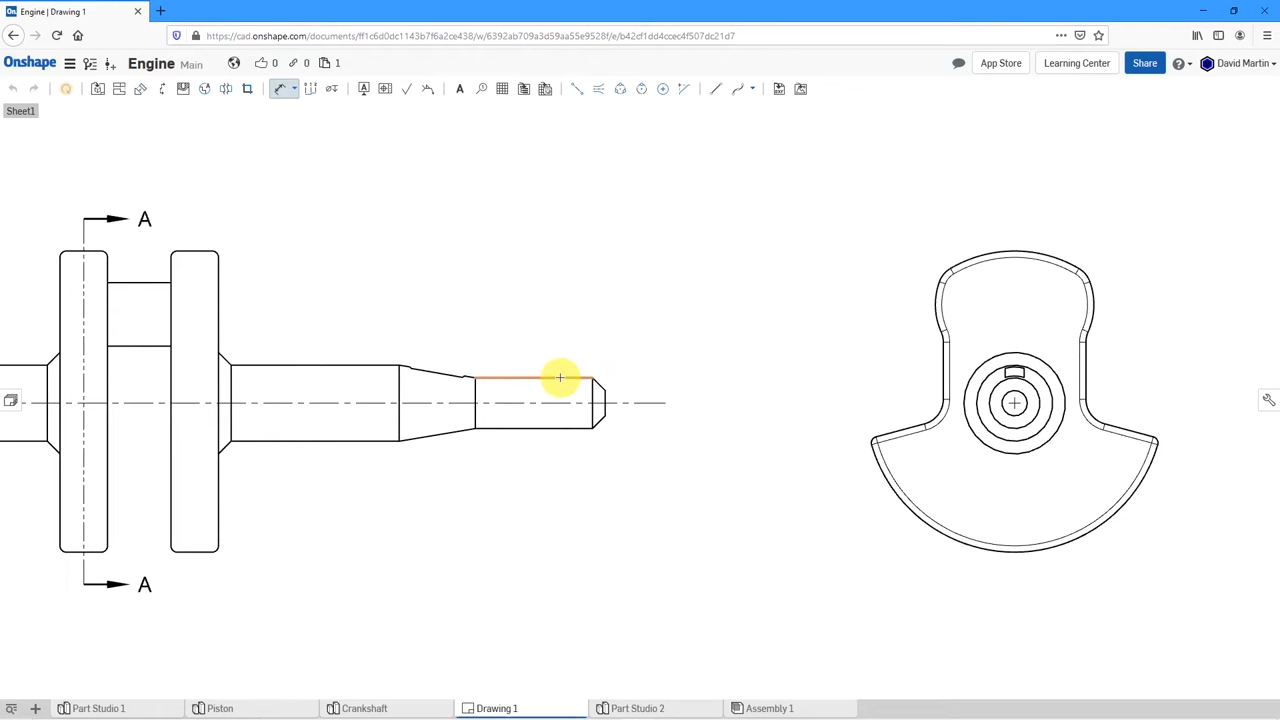 Engine | Drawing 1
https://cad.onshape.com/documents/ff1c6d0dc1143b7f6a2ce438/w/6392ab709a3d59aa55e9528f/e/b42cf1dd4ccec4f507dc21d7
Onshape
Engine Main
0
0
1
App Store
Learning Center
Share
David Martin
Sheet1
A
A
Part Studio 1
Piston
Crankshaft
Drawing 1
Part Studio 2
Assembly 1